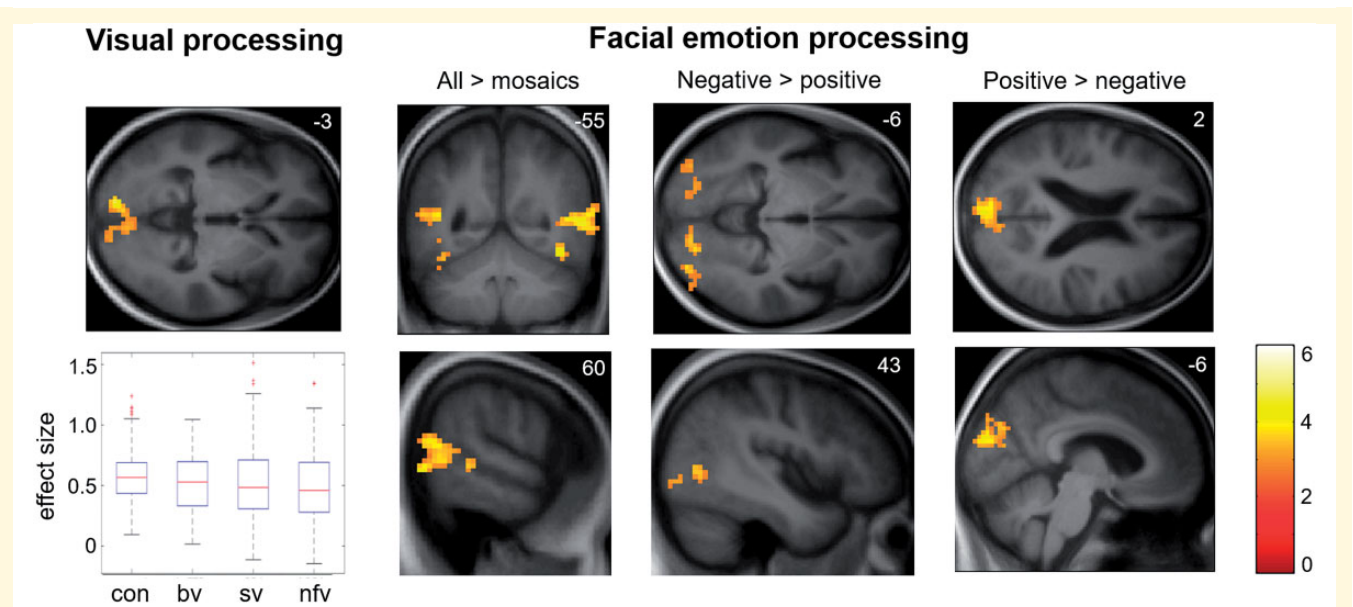 Visual processing
Facial emotion processing
All > mosaics
Negative > positive
Positive > negative
-3
-55
-6
2
60
43
-6
1.5
1.0
0.5
0
effect size
con bv sv nfv
6
4
2
0